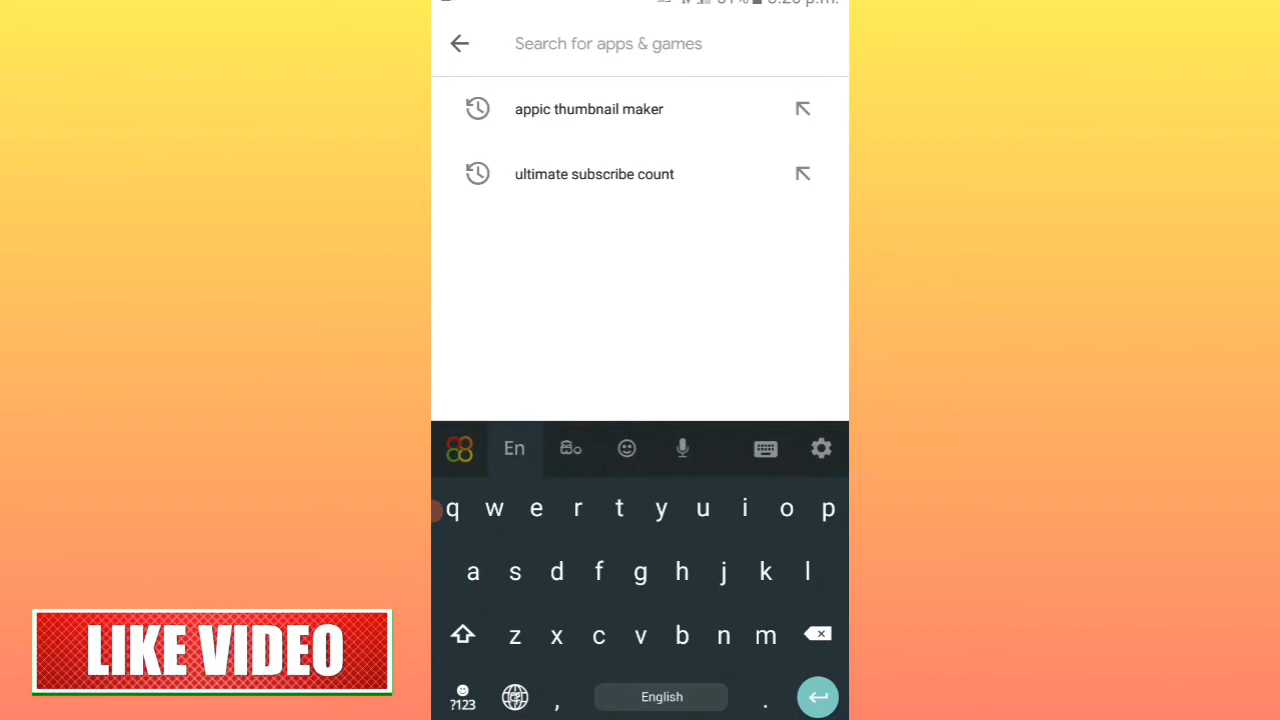 Search for apps & games
appic thumbnail maker
ultimate subscribe count
En සිං
q w e r t y u i o p
a s d f g h j k l
z x c v b n m
?123 , English .
LIKE VIDEO